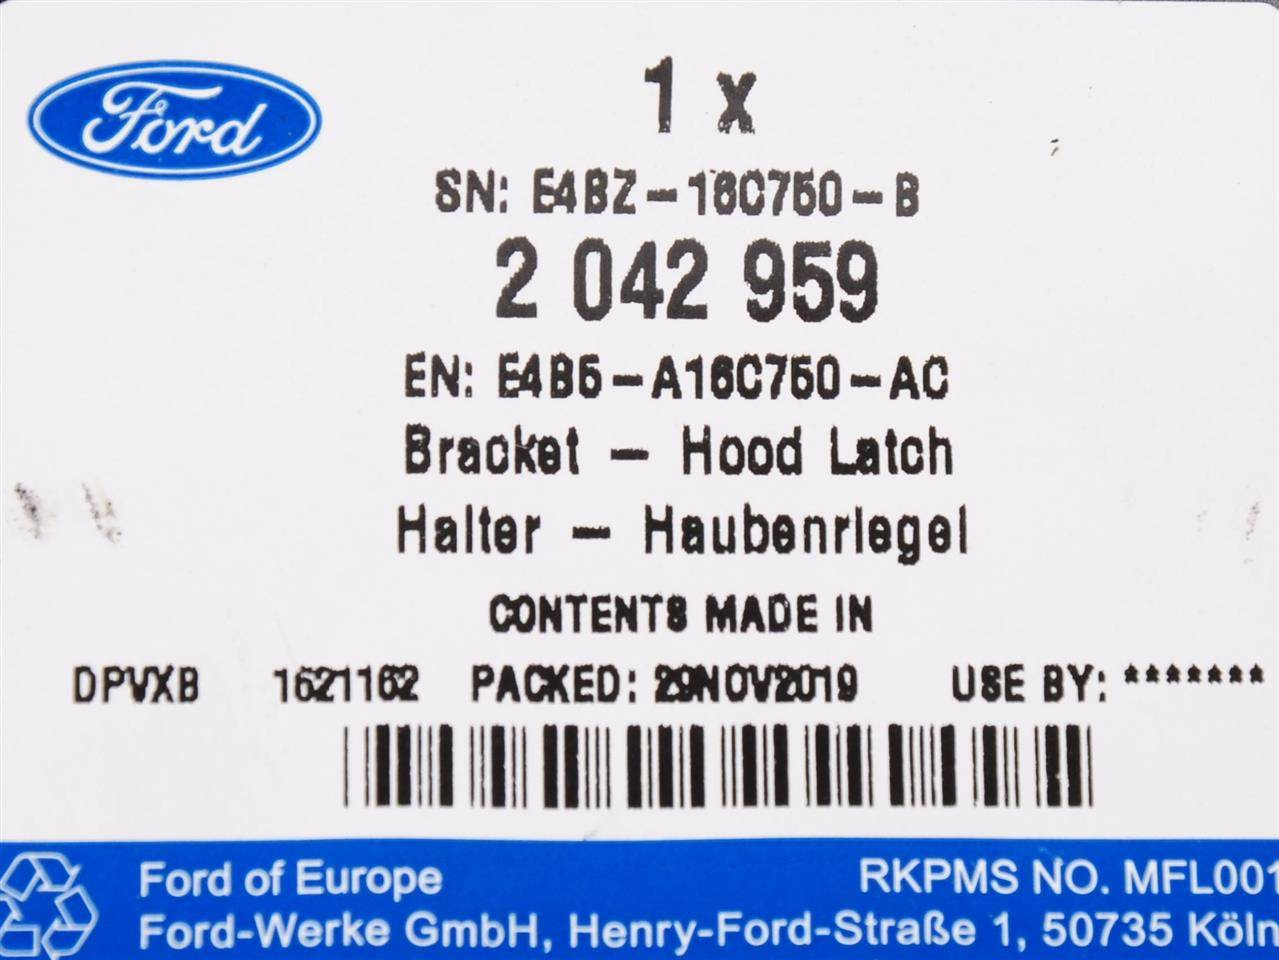 Ford
1 x
SN: E4BZ-16C750-B
2 042 959
EN: E4B5-A16C750-AC
Bracket - Hood Latch
Halter - Haubenriegel
CONTENTS MADE IN
DPVXB 1621162 PACKED: 29NOV2019 USE BY: *******
Ford of Europe RKPMS NO. MFL001
Ford-Werke GmbH, Henry-Ford-Straße 1, 50735 Köln